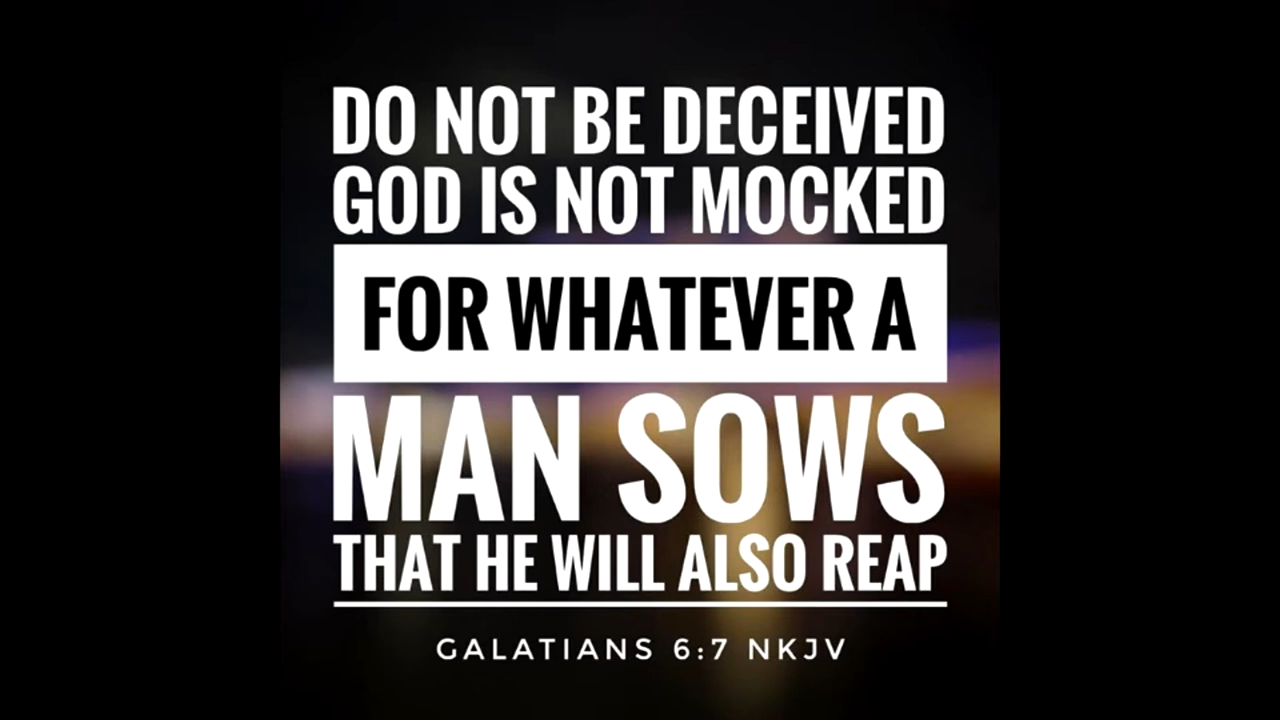 DO NOT BE DECEIVED
GOD IS NOT MOCKED
FOR WHATEVER A
MAN SOWS
THAT HE WILL ALSO REAP
GALATIANS 6:7 NKJV